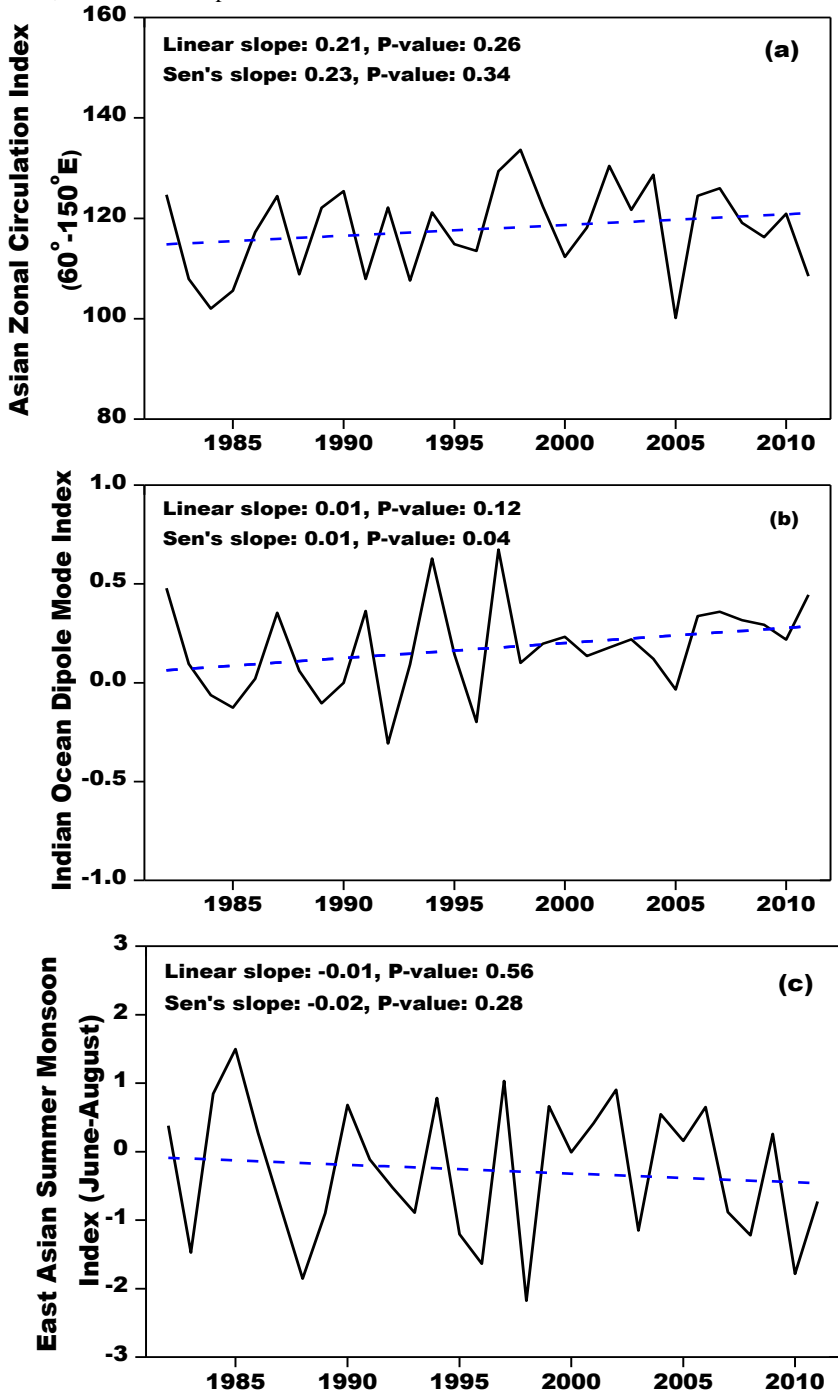 160
140
120
100
80
Asian Zonal Circulation Index
(60°-150°E)
Linear slope: 0.21, P-value: 0.26
Sen's slope: 0.23, P-value: 0.34
(a)
1985 1990 1995 2000 2005 2010
1.0
0.5
0.0
-0.5
-1.0
Indian Ocean Dipole Mode Index
Linear slope: 0.01, P-value: 0.12
Sen's slope: 0.01, P-value: 0.04
(b)
1985 1990 1995 2000 2005 2010
3
2
1
0
-1
-2
-3
East Asian Summer Monsoon
Index (June-August)
Linear slope: -0.01, P-value: 0.56
Sen's slope: -0.02, P-value: 0.28
(c)
1985 1990 1995 2000 2005 2010